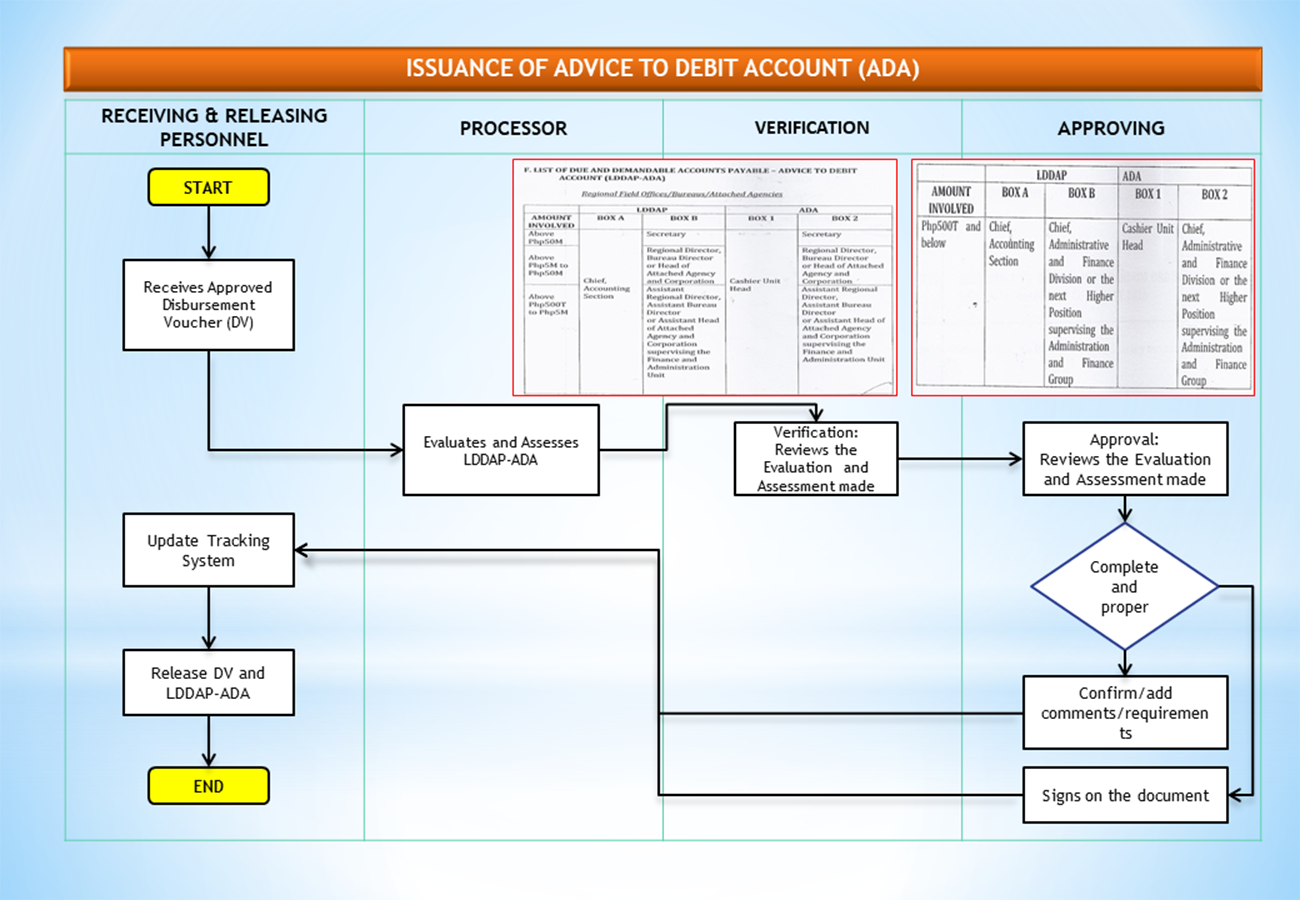 ISSUANCE OF ADVICE TO DEBIT ACCOUNT (ADA)
RECEIVING & RELEASING
PERSONNEL
PROCESSOR
VERIFICATION
APPROVING
START
Receives Approved
Disbursement
Voucher (DV)
F. LIST OF DUE AND DEMANDABLE ACCOUNTS PAYABLE – ADVICE TO DEBIT
ACCOUNT (LDDAP-ADA)
Regional Field Offices/Bureaus/Attached Agencies
LDDAP
ADA
AMOUNT
INVOLVED
BOX A
BOX B
BOX 1
BOX 2
Above
Php50M
Secretary
Secretary
Above
Php5M to
Php50M
Regional Director,
Bureau Director
or Head of
Attached Agency
and Corporation
Regional Director,
Bureau Director
or Head of Attached
Agency and
Corporation
Chief,
Accounting
Section
Cashier Unit
Head
Above
Php500T
to Php5M
Assistant
Regional Director,
Assistant Bureau
Director
or Assistant Head
of Attached
Agency and
Corporation
supervising the
Finance and
Administration
Unit
Assistant Regional
Director,
Assistant Bureau
Director
or Assistant Head of
Attached Agency
and Corporation
supervising the
Finance and
Administration Unit
LDDAP
ADA
AMOUNT
INVOLVED
BOX A
BOX B
BOX 1
BOX 2
Php500T and
below
Chief,
Accounting
Section
Chief,
Administrative
and Finance
Division or the
next Higher
Position
supervising the
Administration
and Finance
Group
Cashier Unit
Head
Chief,
Administrative
and Finance
Division or the
next Higher
Position
supervising the
Administration
and Finance
Group
Evaluates and Assesses
LDDAP-ADA
Verification:
Reviews the
Evaluation and
Assessment made
Approval:
Reviews the Evaluation
and Assessment made
Update Tracking
System
Complete
and
proper
Release DV and
LDDAP-ADA
Confirm/add
comments/requiremen
ts
END
Signs on the document